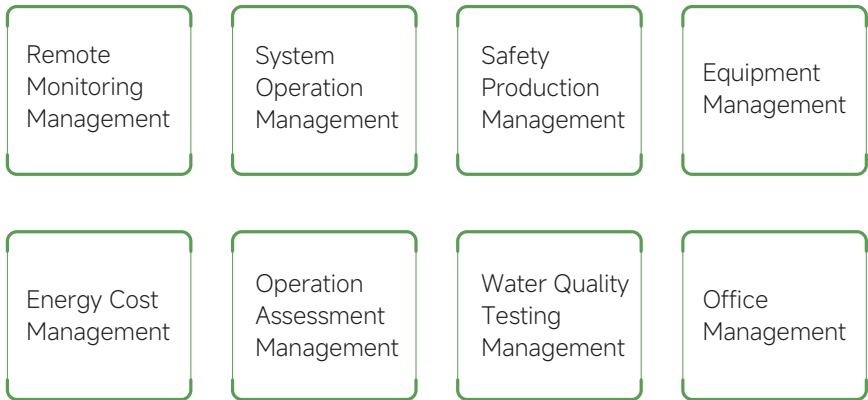 Remote
Monitoring
Management
System
Operation
Management
Safety
Production
Management
Equipment
Management
Energy Cost
Management
Operation
Assessment
Management
Water Quality
Testing
Management
Office
Management